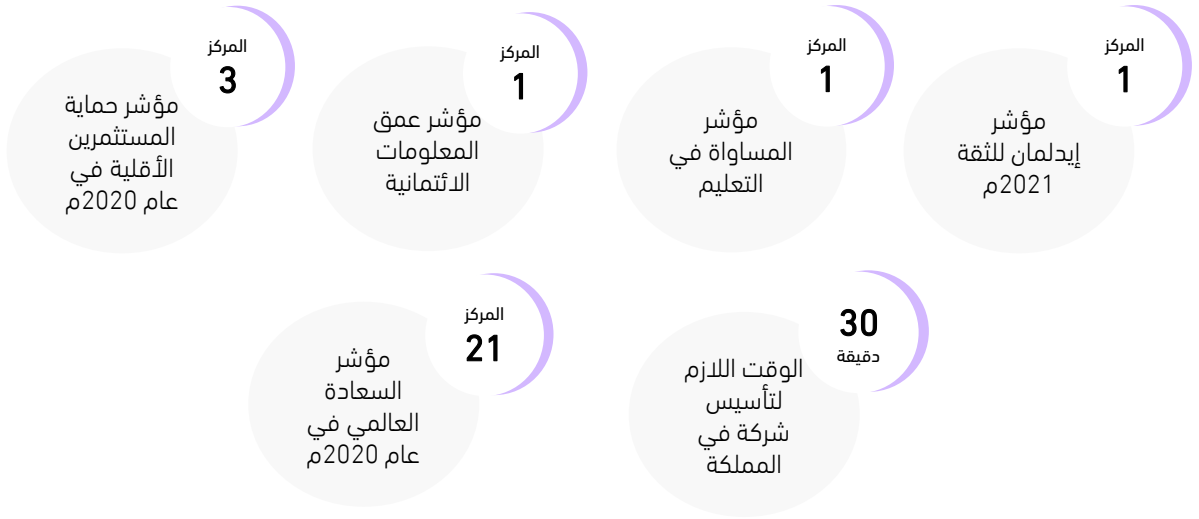 المركز
1
مؤشر
إيدلمان للثقة
2021م
المركز
1
مؤشر
المساواة في
التعليم
المركز
1
مؤشر عمق
المعلومات
الائتمانية
المركز
3
مؤشر حماية
المستثمرين
الأقلية في
عام 2020م
30
دقيقة
الوقت اللازم
لتأسيس
شركة في
المملكة
المركز
21
مؤشر
السعادة
العالمي في
عام 2020م